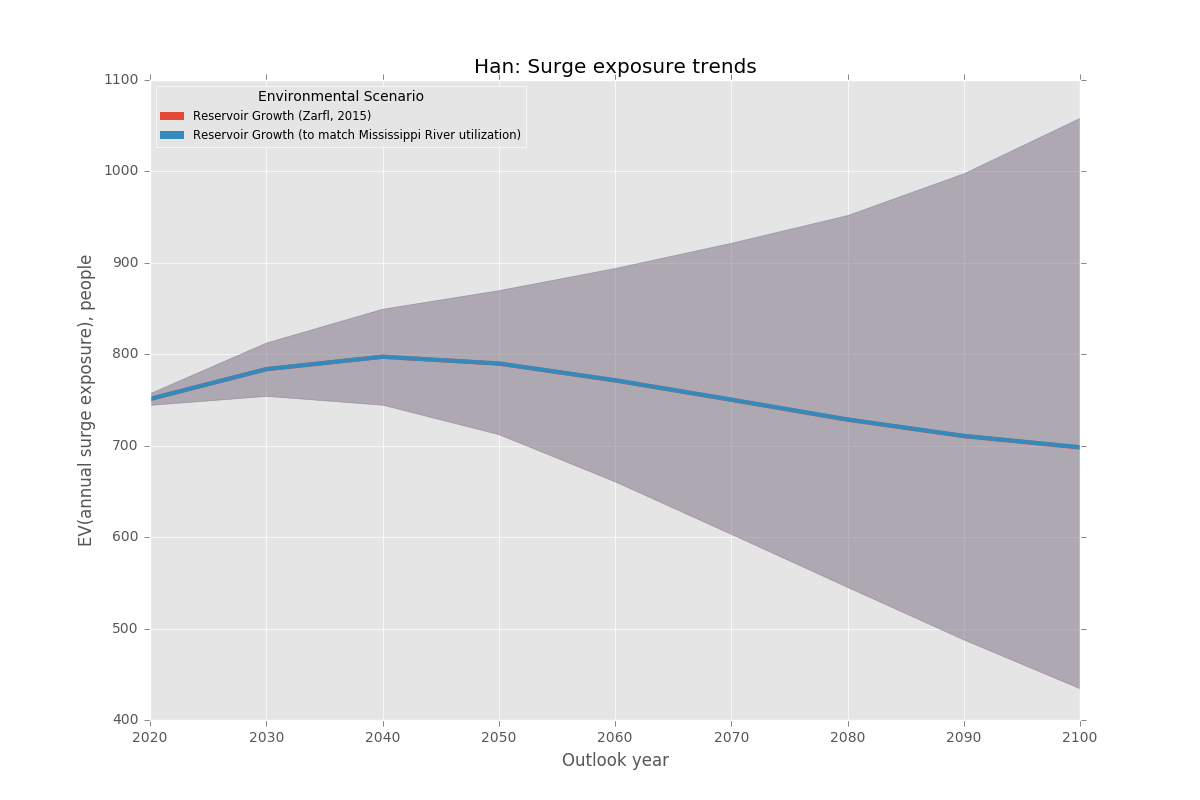 Han: Surge exposure trends
Environmental Scenario
Reservoir Growth (Zarfl, 2015)
Reservoir Growth (to match Mississippi River utilization)
EV(annual surge exposure), people
1100
1000
900
800
700
600
500
400
2020 2030 2040 2050 2060 2070 2080 2090 2100
Outlook year